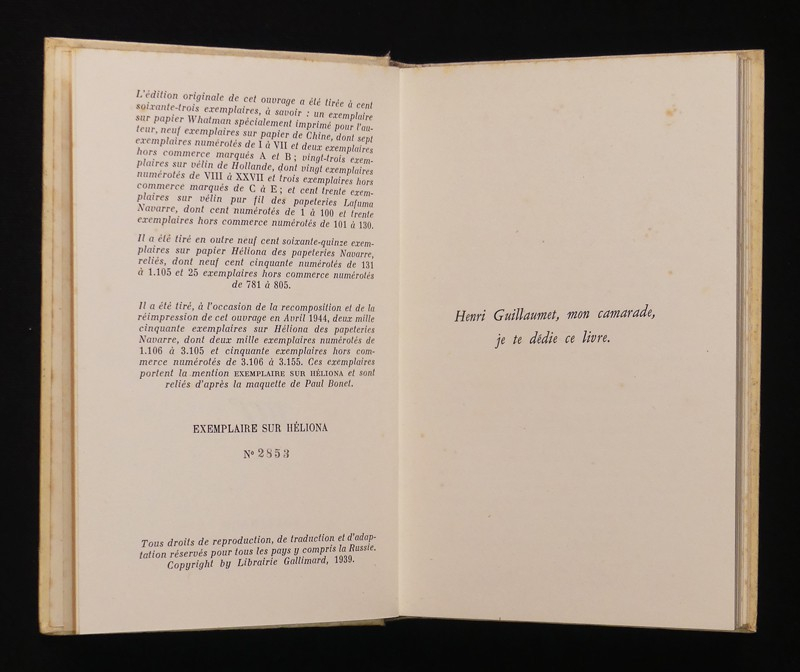 L'édition originale de cet ouvrage a été tirée à cent
soixante-trois exemplaires, à savoir : un exemplaire
sur papier Whatman spécialement imprimé pour l'au-
teur, neuf exemplaires sur papier de Chine, dont sept
exemplaires numérotés de I à VII et deux exemplaires
hors commerce marqués A et B ; vingt-trois exem-
plaires sur vélin de Hollande, dont vingt exemplaires
numérotés de VIII à XXVII et trois exemplaires hors
commerce marqués de C à E ; et cent trente exem-
plaires sur vélin pur fil des papeteries Lafuma
Navarre, dont cent numérotés de 1 à 100 et trente
exemplaires hors commerce numérotés de 101 à 130.
Il a été tiré en outre neuf cent soixante-quinze exem-
plaires sur papier Héliona des papeteries Navarre,
reliés, dont neuf cent cinquante numérotés de 131
à 1.105 et 25 exemplaires hors commerce numérotés
de 781 à 805.
Il a été tiré, à l'occasion de la recomposition et de la
réimpression de cet ouvrage en Avril 1944, deux mille
cinquante exemplaires sur Héliona des papeteries
Navarre, dont deux mille exemplaires numérotés de
1.106 à 3.105 et cinquante exemplaires hors com-
merce numérotés de 3.106 à 3.155. Ces exemplaires
portent la mention EXEMPLAIRE SUR HÉLIONA et sont
reliés d'après la maquette de Paul Bonet.
EXEMPLAIRE SUR HÉLIONA
Nº 2853
Tous droits de reproduction, de traduction et d'adap-
tation réservés pour tous les pays y compris la Russie.
Copyright by Librairie Gallimard, 1939.
Henri Guillaumet, mon camarade,
je te dédie ce livre.